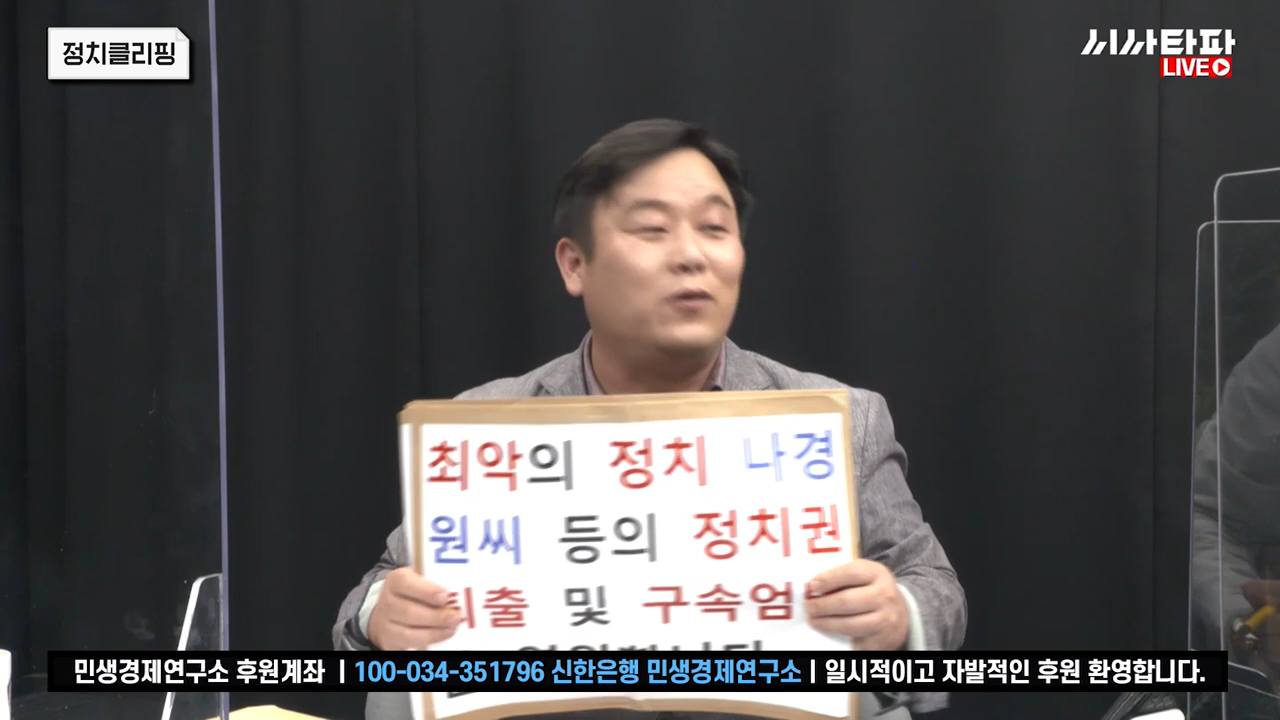 정치클리핑
씨싸타파
LIVE
최악의 정치 나경
원씨 등의 정치권
퇴출 및 구속엄벌
민생경제연구소 후원계좌 | 100-034-351796 신한은행 민생경제연구소 | 일시적이고 자발적인 후원 환영합니다.